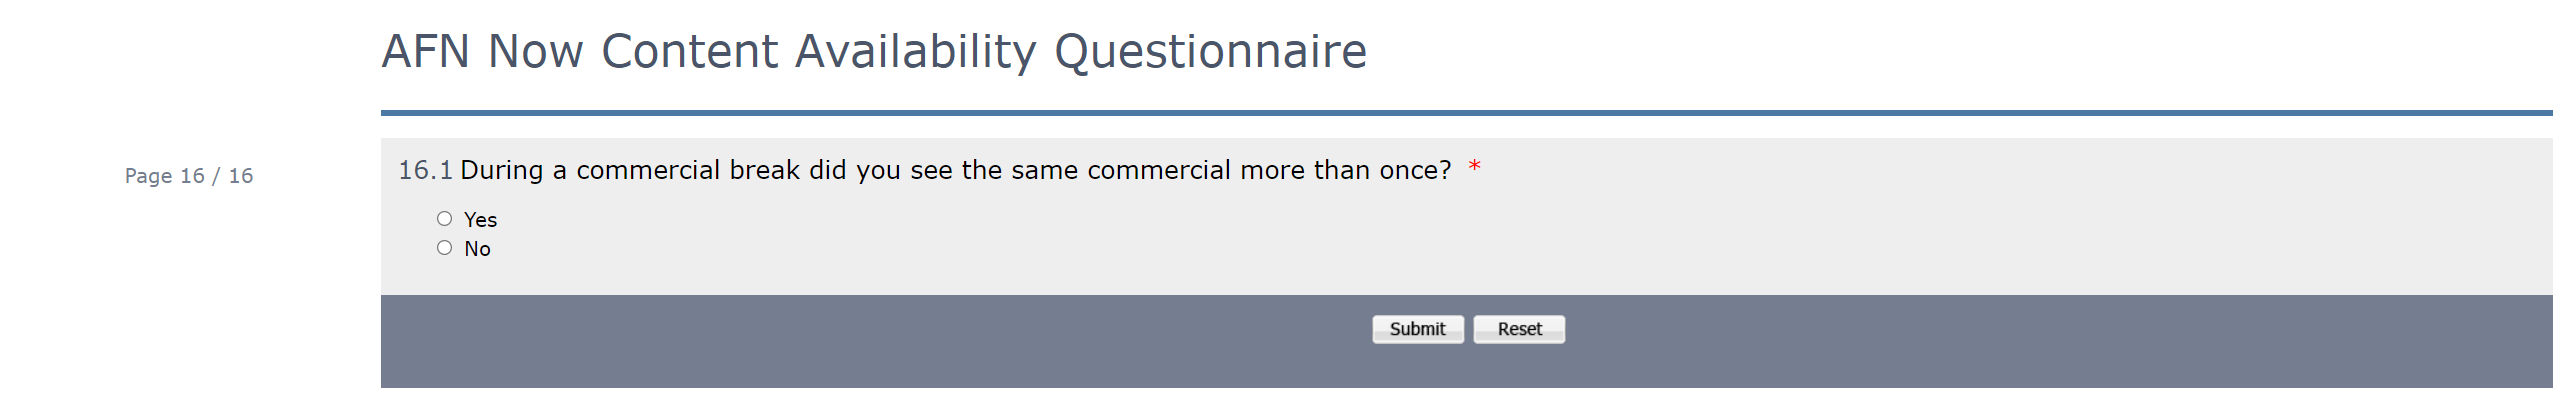 AFN Now Content Availability Questionnaire
Page 16 / 16
16.1 During a commercial break did you see the same commercial more than once? *
Yes
No
Submit Reset